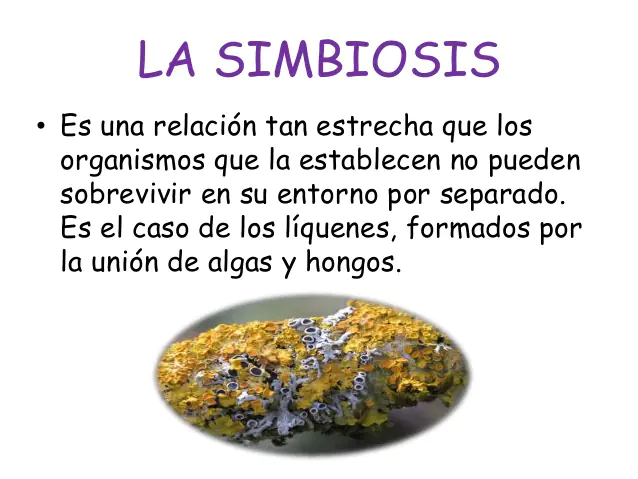 LA SIMBIOSIS
• Es una relación tan estrecha que los
organismos que la establecen no pueden
sobrevivir en su entorno por separado.
Es el caso de los líquenes, formados por
la unión de algas y hongos.